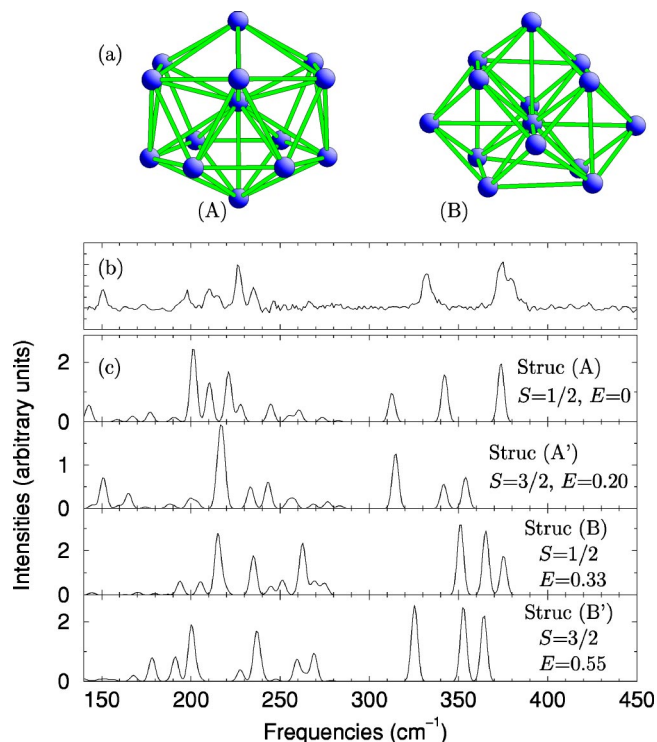 (a)
(A) (B)
(b)
(c)
Struc (A)
S=1/2, E=0
Struc (A')
S=3/2, E=0.20
Struc (B)
S=1/2
E=0.33
Struc (B')
S=3/2
E=0.55
Intensities (arbitrary units)
2
0
1
0
2
0
2
0
150 200 250 300 350 400 450
Frequencies (cm⁻¹)